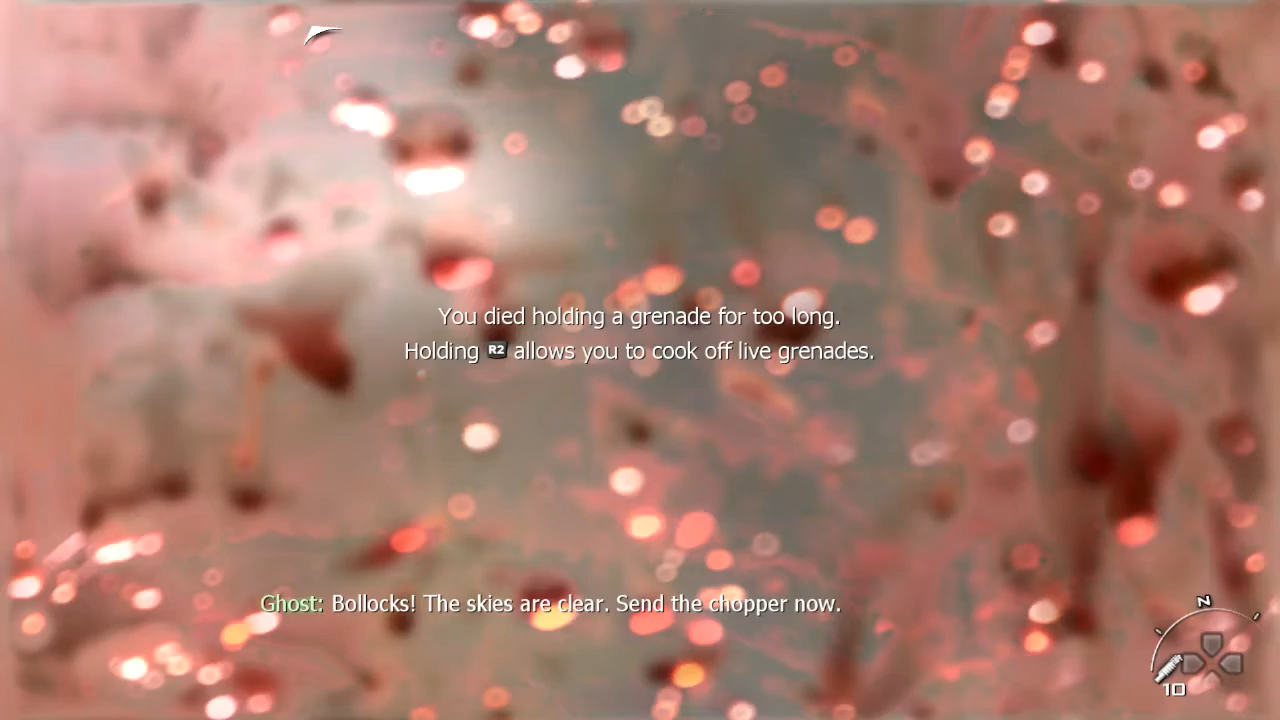 You died holding a grenade for too long.
Holding R2 allows you to cook off live grenades.
Ghost: Bollocks! The skies are clear. Send the chopper now.
N
10